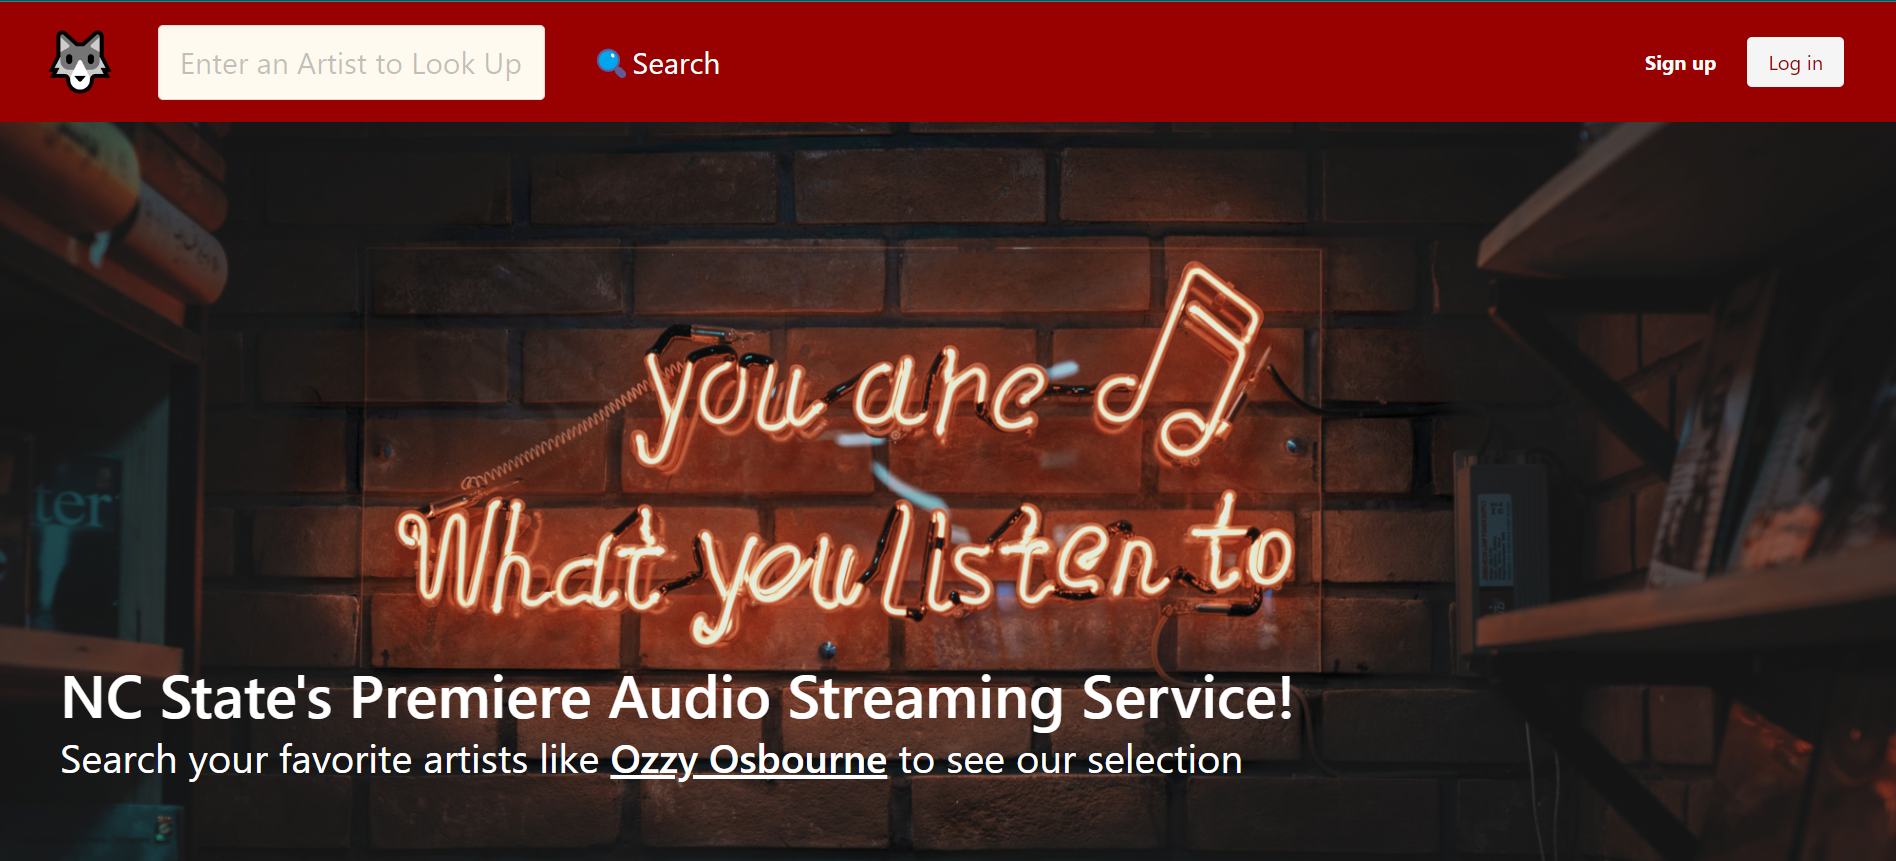 Enter an Artist to Look Up
Search
Sign up
Log in
you are
What you listen to
ter
NC State's Premiere Audio Streaming Service!
Search your favorite artists like Ozzy Osbourne to see our selection